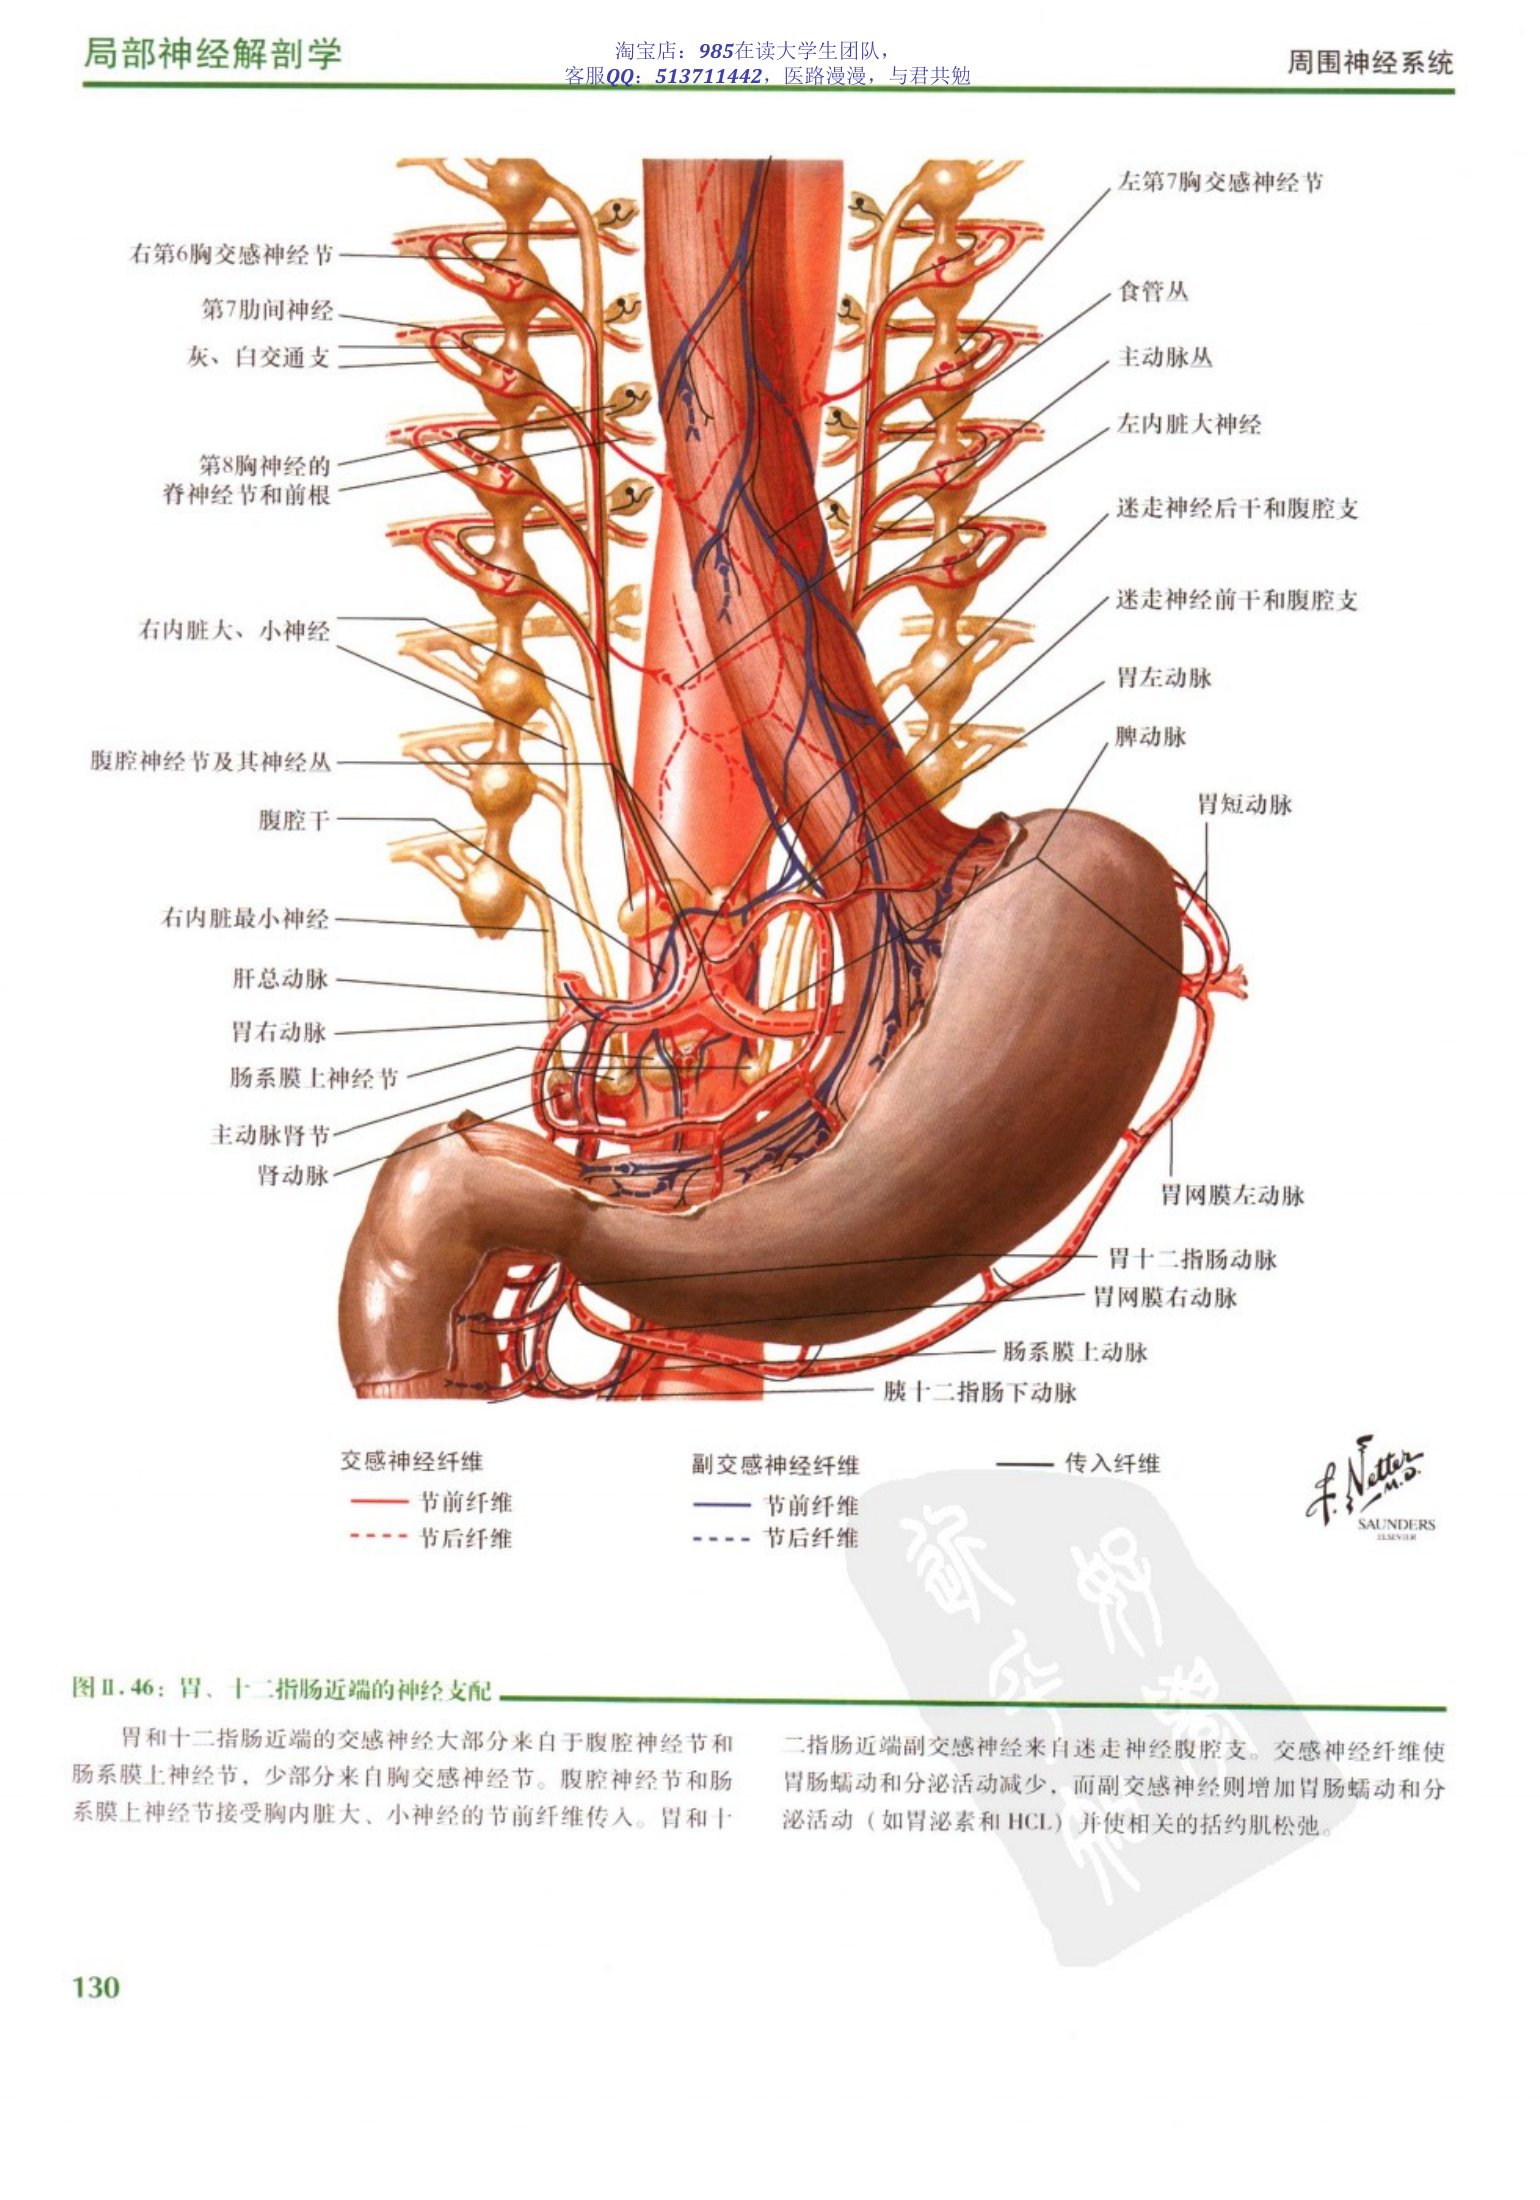 局部神经解剖学
淘宝店：985在读大学生团队，
客服QQ：513711442，医路漫漫，与君共勉
周围神经系统
左第7胸交感神经节
右第6胸交感神经节
食管丛
第7肋间神经
灰、白交通支
主动脉丛
左内脏大神经
第8胸神经的
脊神经节和前根
迷走神经后干和腹腔支
迷走神经前干和腹腔支
右内脏大、小神经
胃左动脉
脾动脉
腹腔神经节及其神经丛
胃短动脉
腹腔干
右内脏最小神经
肝总动脉
胃右动脉
肠系膜上神经节
主动脉肾节
肾动脉
胃网膜左动脉
胃十二指肠动脉
胃网膜右动脉
肠系膜上动脉
胰十二指肠下动脉
交感神经纤维
节前纤维
节后纤维
副交感神经纤维
节前纤维
节后纤维
传入纤维
F. Netter
M.D.
SAUNDERS
ELSEVIER
图 II . 46：胃、十二指肠近端的神经支配
胃和十二指肠近端的交感神经大部分来自于腹腔神经节和
肠系膜上神经节，少部分来自胸交感神经节。腹腔神经节和肠
系膜上神经节接受胸内脏大、小神经的节前纤维传入。胃和十
二指肠近端副交感神经来自迷走神经腹腔支。交感神经纤维使
胃肠蠕动和分泌活动减少，而副交感神经则增加胃肠蠕动和分
泌活动（如胃泌素和 HCL）并使相关的括约肌松弛。
130